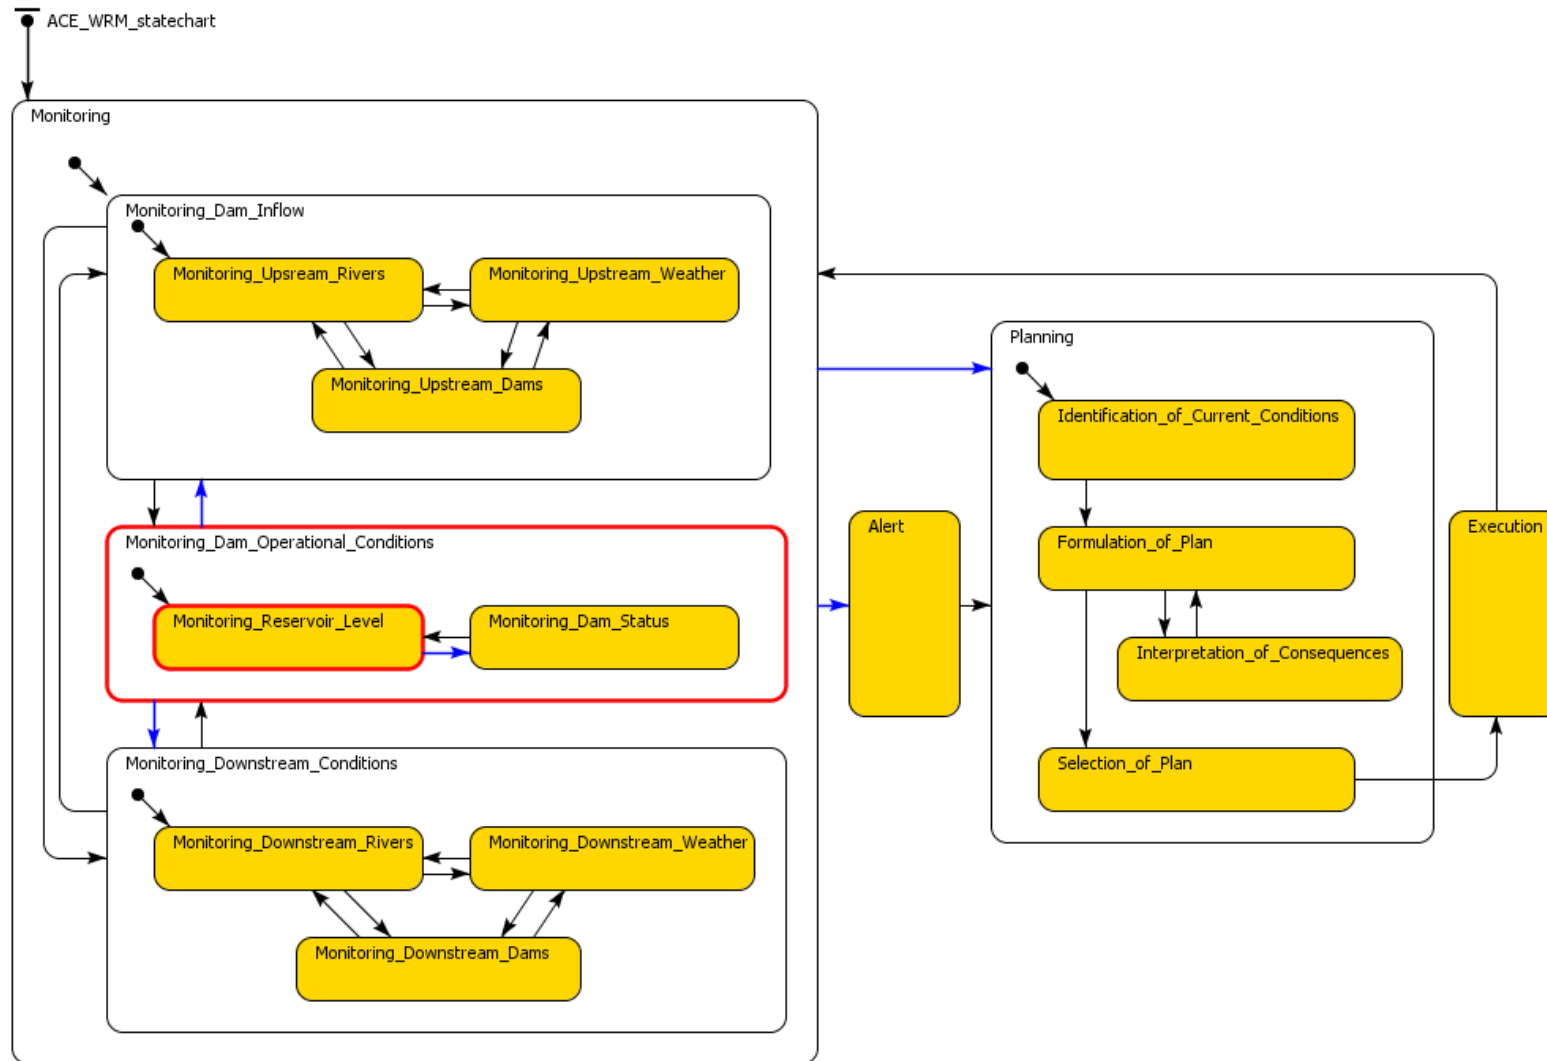 ACE_WRM_statechart
Monitoring
Monitoring_Dam_Inflow
Monitoring_Upsream_Rivers
Monitoring_Upstream_Weather
Monitoring_Upstream_Dams
Monitoring_Dam_Operational_Conditions
Monitoring_Reservoir_Level
Monitoring_Dam_Status
Monitoring_Downstream_Conditions
Monitoring_Downstream_Rivers
Monitoring_Downstream_Weather
Monitoring_Downstream_Dams
Alert
Planning
Identification_of_Current_Conditions
Formulation_of_Plan
Interpretation_of_Consequences
Selection_of_Plan
Execution